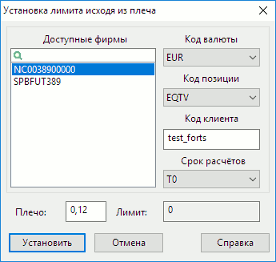 Установка лимита исходя из плеча
Доступные фирмы
NC0038900000
SPBFUT389
Код валюты
EUR
Код позиции
EQTV
Код клиента
test_forts
Срок расчётов
T0
Плечо: 0,12 Лимит: 0
Установить Отмена Справка